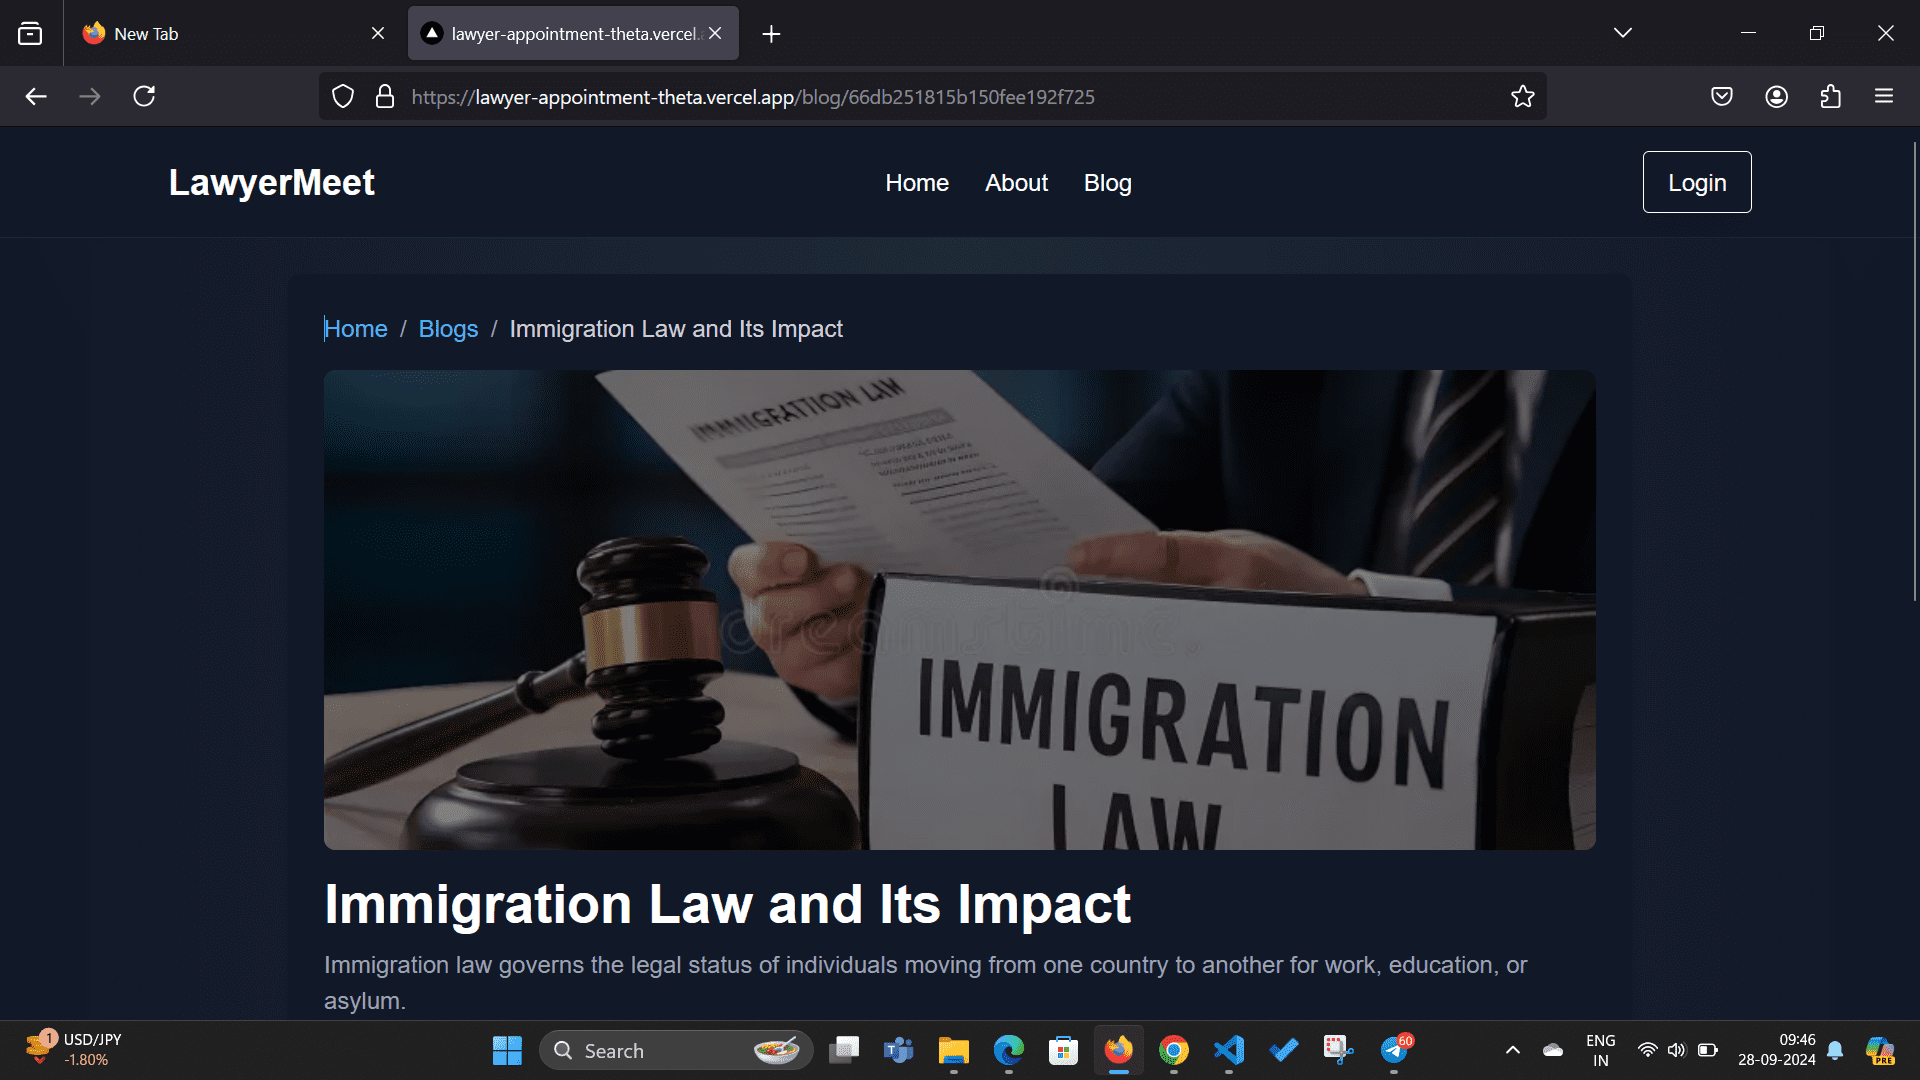 New Tab
lawyer-appointment-theta.vercel.a
https://lawyer-appointment-theta.vercel.app/blog/66db251815b150fee192f725
LawyerMeet
Home About Blog
Login
Home / Blogs / Immigration Law and Its Impact
IMMIGRATTION LAW
dreamstime
IMMIGRATION
LAW
Immigration Law and Its Impact
Immigration law governs the legal status of individuals moving from one country to another for work, education, or
asylum.
1
USD/JPY
-1.80%
Search
60
ENG
IN
09:46
28-09-2024
PRE